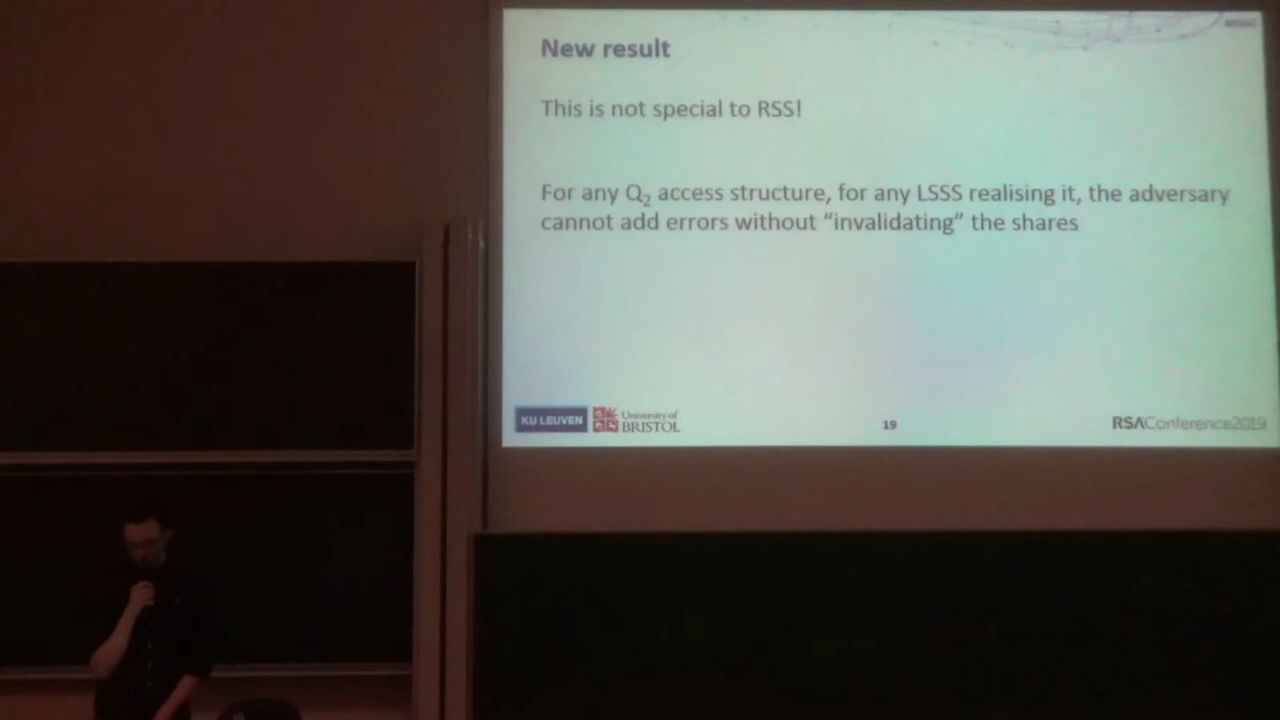 New result
This is not special to RSS!
For any Q₂ access structure, for any LSSS realising it, the adversary
cannot add errors without “invalidating” the shares
KU LEUVEN
University of
BRISTOL
19
RSAConference2019